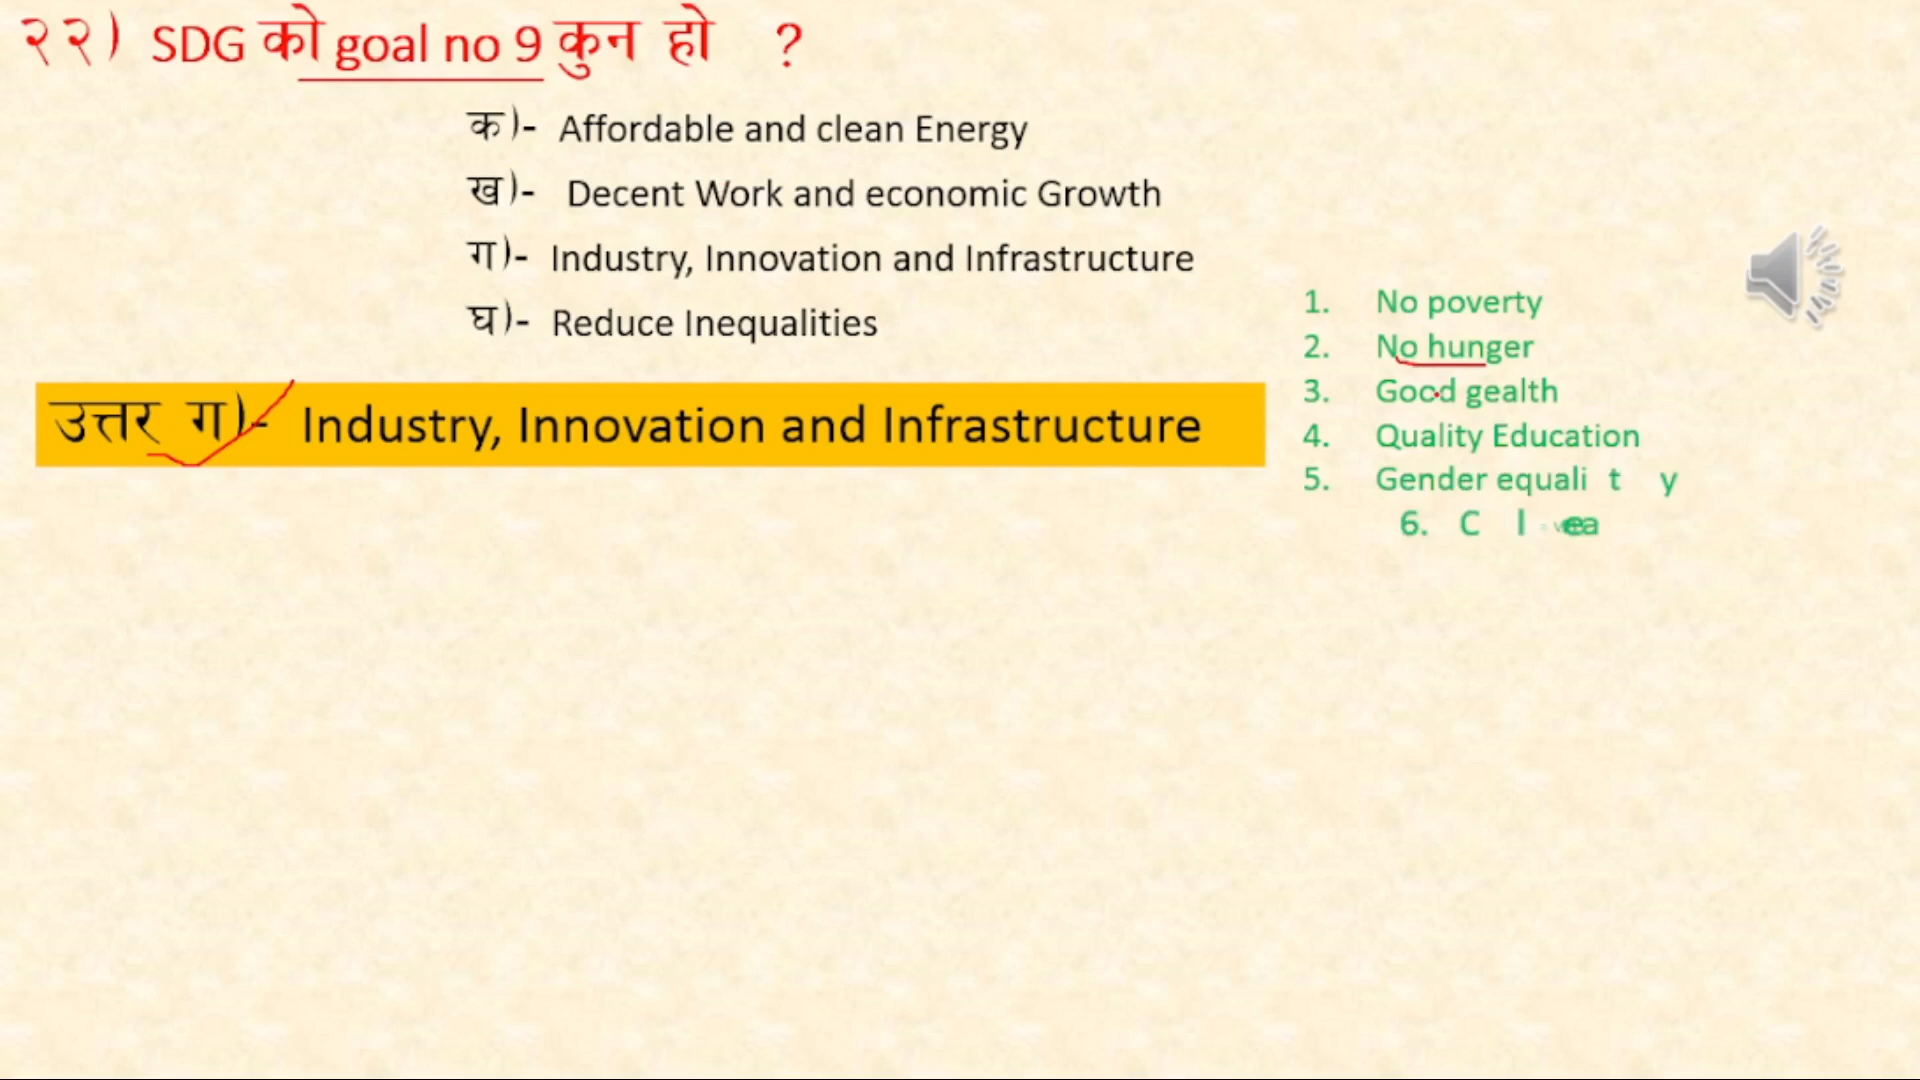 २२) SDG को goal no 9 कुन हो ?
क)- Affordable and clean Energy
ख)- Decent Work and economic Growth
ग)- Industry, Innovation and Infrastructure
घ)- Reduce Inequalities
उत्तर ग)- Industry, Innovation and Infrastructure
1. No poverty
2. No hunger
3. Good gealth
4. Quality Education
5. Gender equality
6. Clea